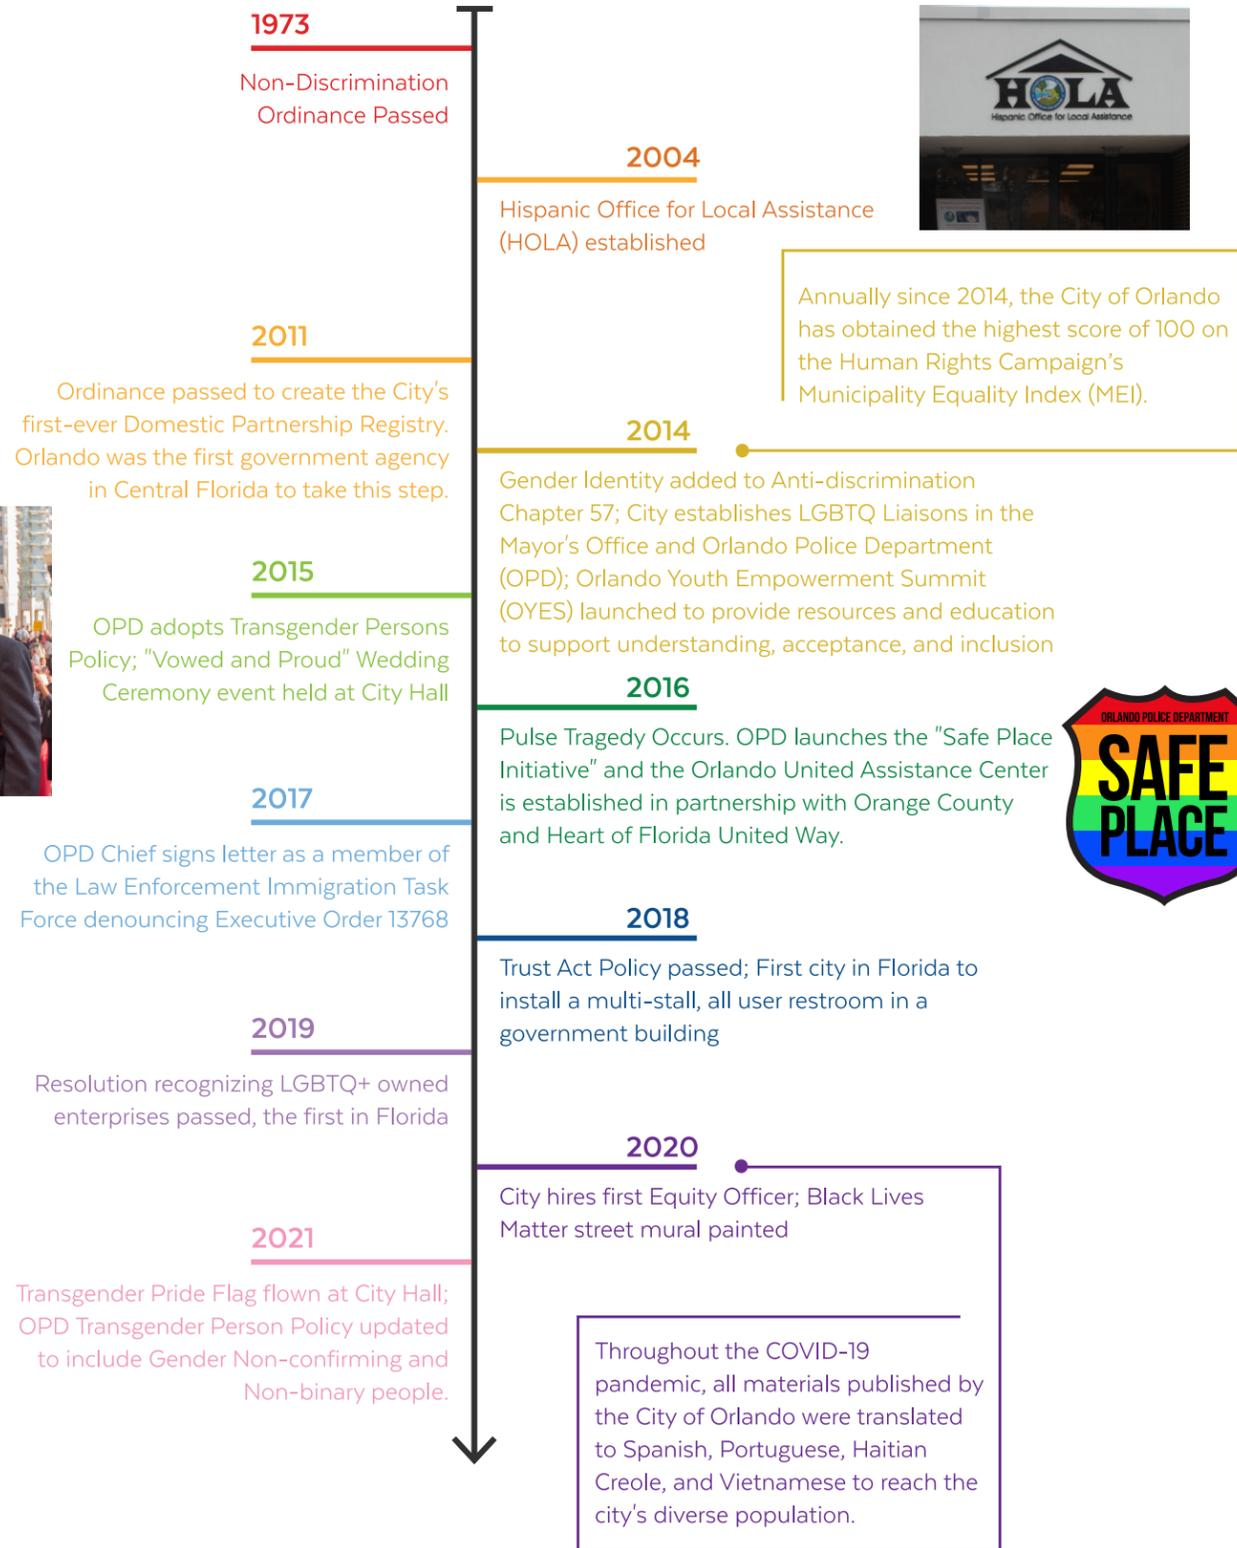 1973
Non-Discrimination
Ordinance Passed
HOLA
Hispanic Office for Local Assistance
2004
Hispanic Office for Local Assistance
(HOLA) established
Annually since 2014, the City of Orlando
has obtained the highest score of 100 on
the Human Rights Campaign's
Municipality Equality Index (MEI).
2011
Ordinance passed to create the City's
first-ever Domestic Partnership Registry.
Orlando was the first government agency
in Central Florida to take this step.
2014
Gender Identity added to Anti-discrimination
Chapter 57; City establishes LGBTQ Liaisons in the
Mayor's Office and Orlando Police Department
(OPD); Orlando Youth Empowerment Summit
(OYES) launched to provide resources and education
to support understanding, acceptance, and inclusion
2015
OPD adopts Transgender Persons
Policy; "Vowed and Proud" Wedding
Ceremony event held at City Hall
2016
Pulse Tragedy Occurs. OPD launches the "Safe Place
Initiative" and the Orlando United Assistance Center
is established in partnership with Orange County
and Heart of Florida United Way.
ORLANDO POLICE DEPARTMENT
SAFE
PLACE
2017
OPD Chief signs letter as a member of
the Law Enforcement Immigration Task
Force denouncing Executive Order 13768
2018
Trust Act Policy passed; First city in Florida to
install a multi-stall, all user restroom in a
government building
2019
Resolution recognizing LGBTQ+ owned
enterprises passed, the first in Florida
2020
City hires first Equity Officer; Black Lives
Matter street mural painted
2021
Transgender Pride Flag flown at City Hall;
OPD Transgender Person Policy updated
to include Gender Non-confirming and
Non-binary people.
Throughout the COVID-19
pandemic, all materials published by
the City of Orlando were translated
to Spanish, Portuguese, Haitian
Creole, and Vietnamese to reach the
city's diverse population.